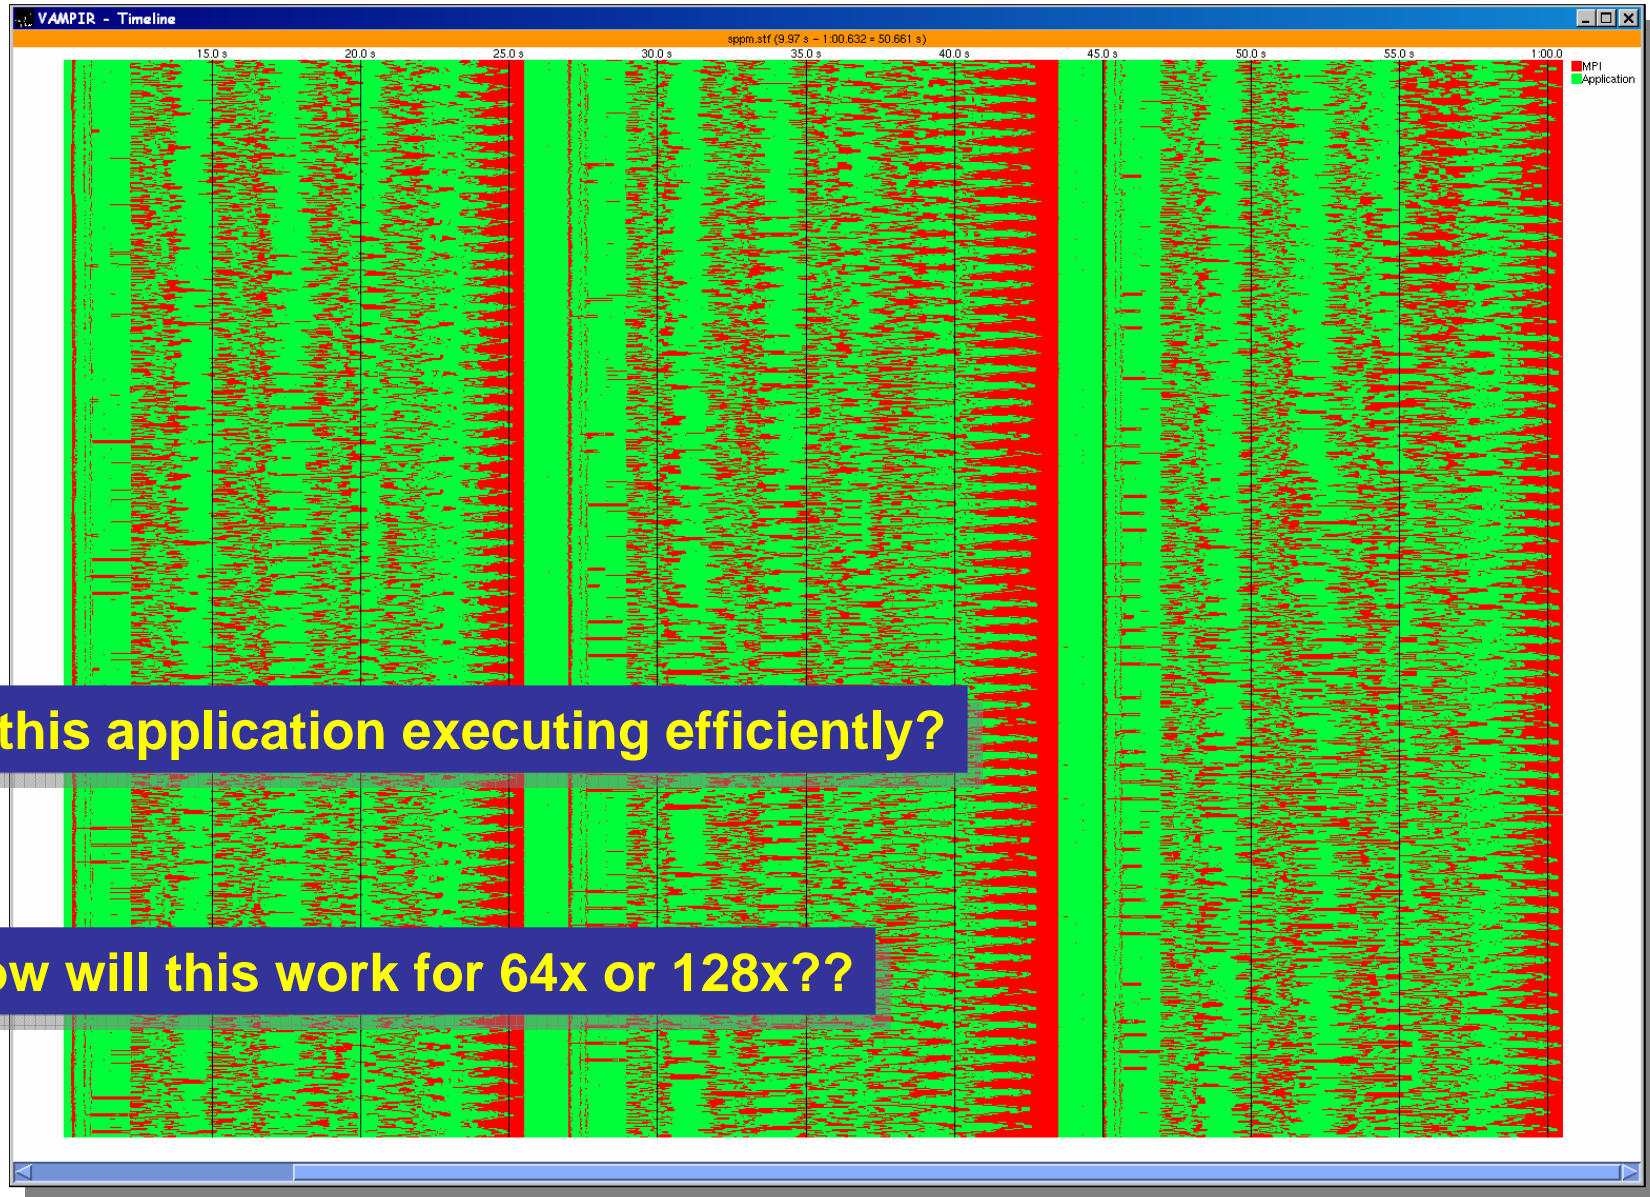 VAMPIR - Timeline
sppm.stf (9.97 s - 1:00.632 = 50.661 s)
15.0 s 20.0 s 25.0 s 30.0 s 35.0 s 40.0 s 45.0 s 50.0 s 55.0 s 1:00.0
MPI
Application
this application executing efficiently?
ow will this work for 64x or 128x??